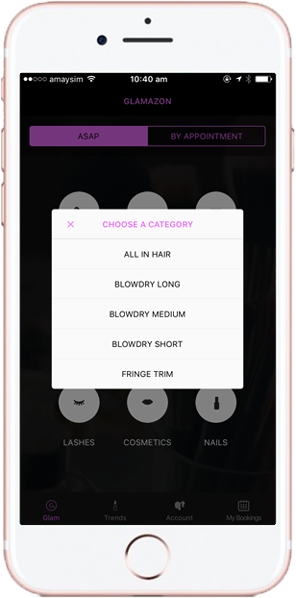 amaysim 10:40 am
GLAMAZON
ASAP BY APPOINTMENT
CHOOSE A CATEGORY
ALL IN HAIR
BLOWDRY LONG
BLOWDRY MEDIUM
BLOWDRY SHORT
FRINGE TRIM
LASHES COSMETICS NAILS
Glam Trends Account My Bookings